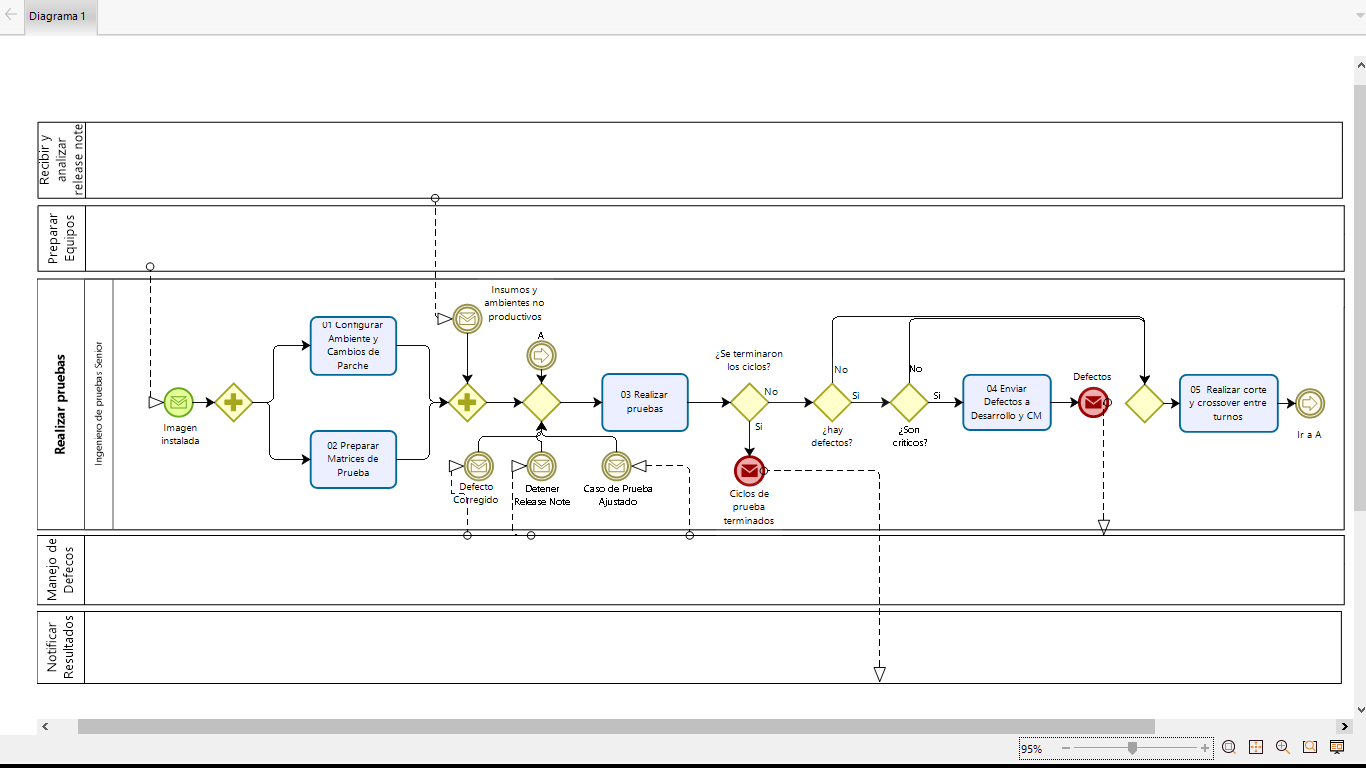 Diagrama 1
Recibir y
analizar
release note
Preparar
Equipos
Realizar pruebas
Ingeniero de pruebas Senior
Imagen
instalada
01 Configurar
Ambiente y
Cambios de
Parche
02 Preparar
Matrices de
Prueba
Insumos y
ambientes no
productivos
A
Defecto
Corregido
Detener
Release Note
Caso de Prueba
Ajustado
03 Realizar
pruebas
¿Se terminaron
los ciclos?
No
Si
Ciclos de
prueba
terminados
No
¿hay
defectos?
Si
No
¿Son
criticos?
Si
04 Enviar
Defectos a
Desarrollo y CM
Defectos
05 Realizar corte
y crossover entre
turnos
Ir a A
Manejo de
Defecos
Notificar
Resultados
95%